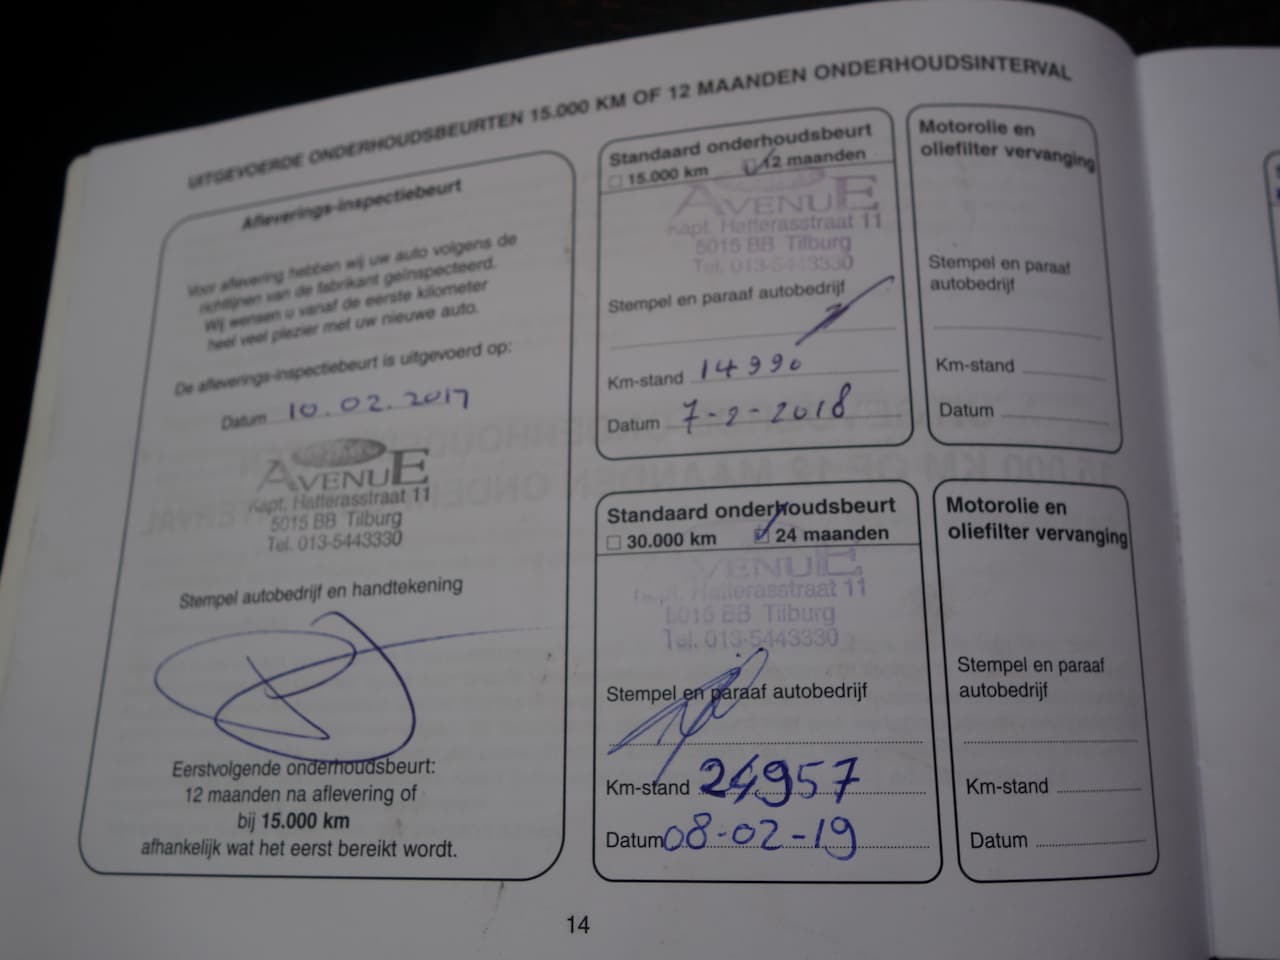 UITGEVOERDE ONDERHOUDSBEURTEN 15.000 KM OF 12 MAANDEN ONDERHOUDSINTERVAL
Afleverings-inspectiebeurt
Voor aflevering hebben wij uw auto volgens de
richtlijnen van de fabrikant geïnspecteerd.
Wij wensen u vanaf de eerste kilometer
heel veel plezier met uw nieuwe auto.
De afleverings-inspectiebeurt is uitgevoerd op:
Datum 10.02.2017
AVENUE
Kapt. Hatterasstraat 11
5015 BB Tilburg
Tel. 013-5443330
Stempel autobedrijf en handtekening
Eerstvolgende onderhoudsbeurt:
12 maanden na aflevering of
bij 15.000 km
afhankelijk wat het eerst bereikt wordt.
Standaard onderhoudsbeurt
15.000 km 12 maanden
AVENUE
Kapt. Hatterasstraat 11
5015 BB Tilburg
Tel. 013-5443330
Stempel en paraaf autobedrijf
Km-stand 14990
Datum 7-2-2018
Motorolie en
oliefilter vervanging
Stempel en paraaf
autobedrijf
Km-stand
Datum
Standaard onderhoudsbeurt
30.000 km 24 maanden
VENUE
Kapt. Hatterasstraat 11
5015 BB Tilburg
Tel. 013-5443330
Stempel en paraaf autobedrijf
Km-stand 24957
Datum 08-02-19
Motorolie en
oliefilter vervanging
Stempel en paraaf
autobedrijf
Km-stand
Datum
14